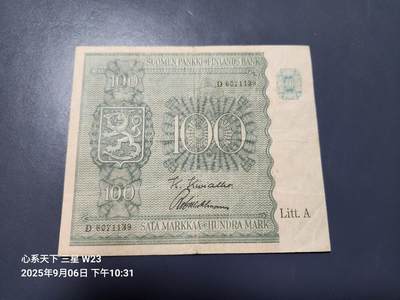 SUOMEN PANKKI • FINLANDS BANK
100
D 6071139
100
100
D 6071139
Litt. A
SATA MARKKAA • HUNDRA MARK
心系天下 三星 W23
2025年9月06日 下午10:31